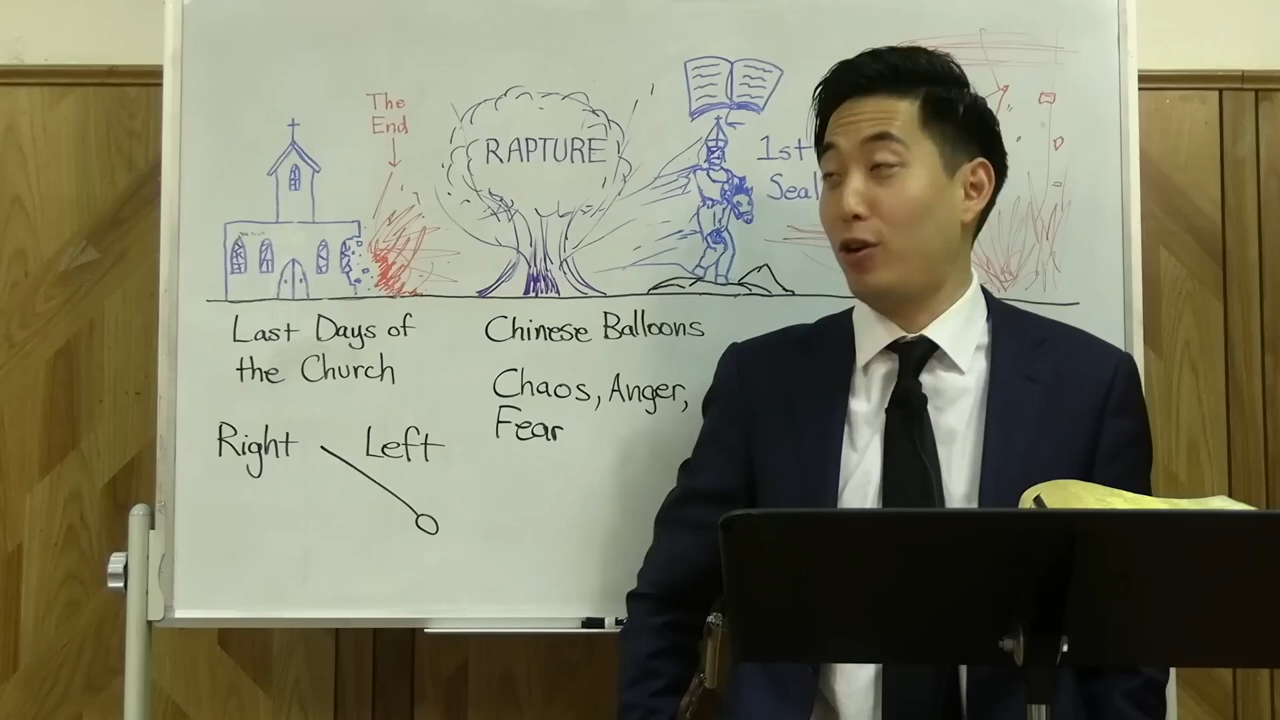 The
End
RAPTURE
1st
Seal
Last Days of
the Church
Chinese Balloons
Chaos, Anger,
Fear
Right
Left